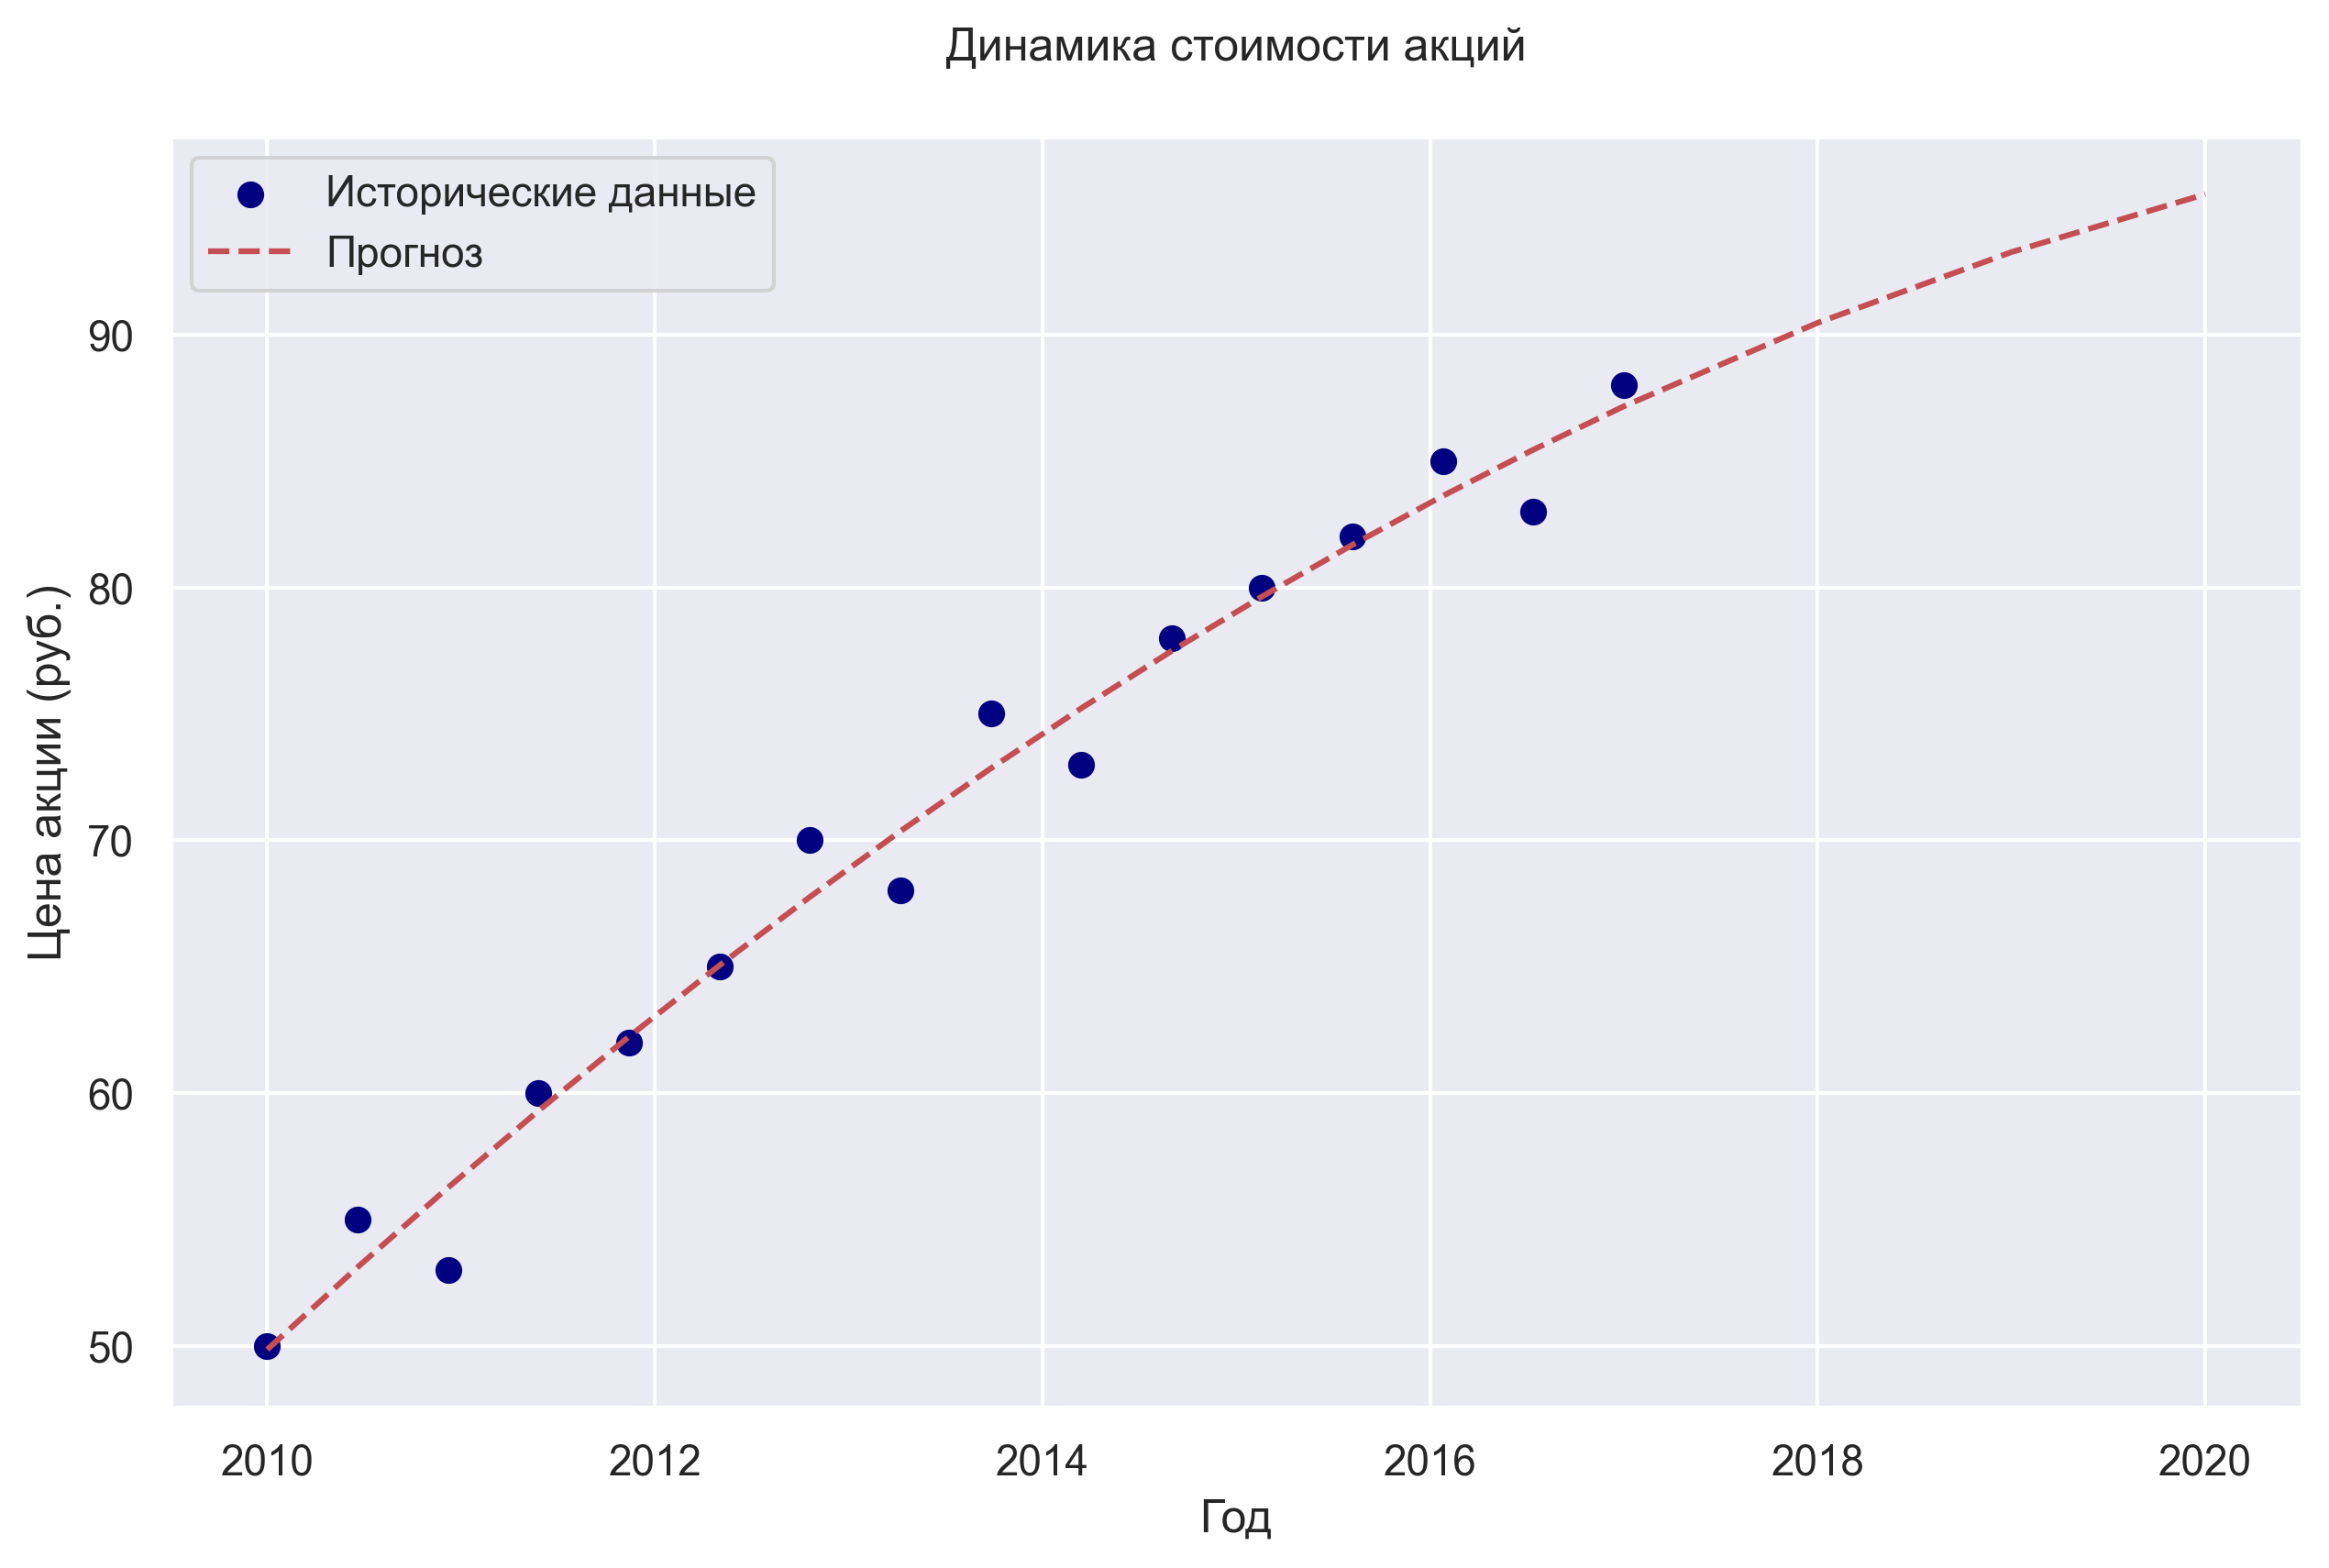 Динамика стоимости акций
Исторические данные
Прогноз
90
80
70
60
50
Цена акции (руб.)
2010 2012 2014 2016 2018 2020
Год